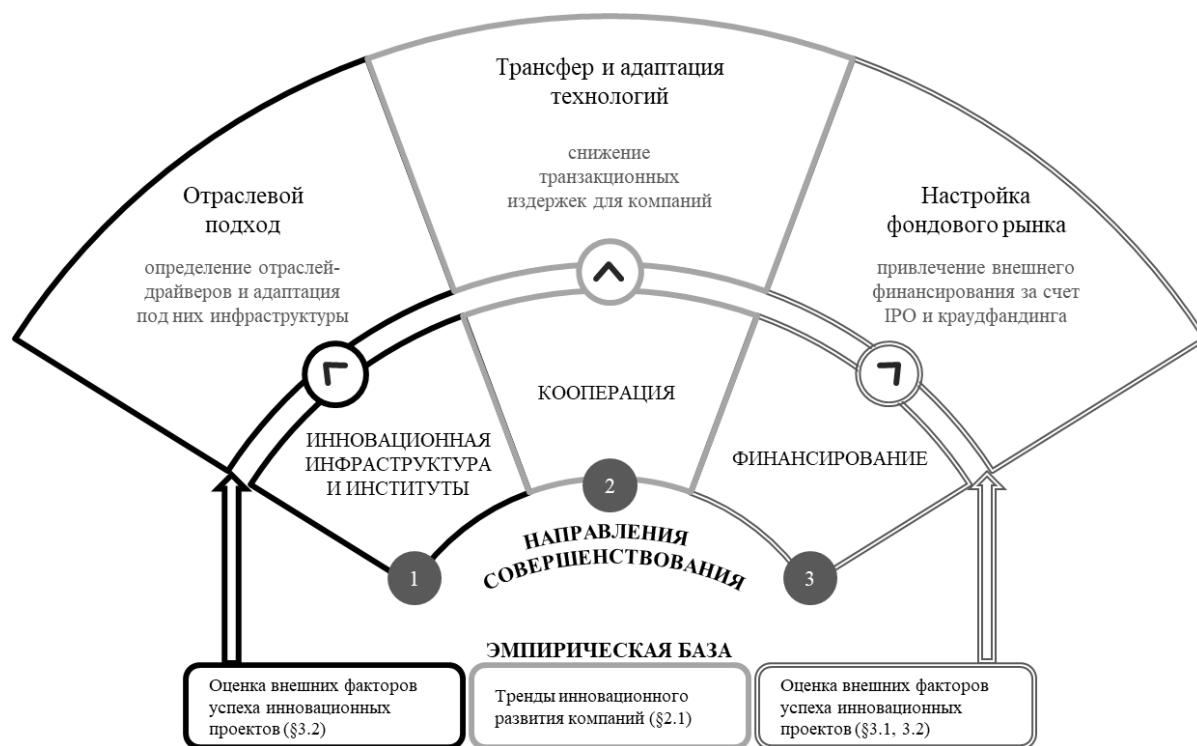 Трансфер и адаптация
технологий
снижение
транзакционных
издержек для компаний
Отраслевой
подход
определение отраслей-
драйверов и адаптация
под них инфраструктуры
Настройка
фондового рынка
привлечение внешнего
финансирования за счет
IPO и краудфандинга
ИННОВАЦИОННАЯ
ИНФРАСТРУКТУРА
И ИНСТИТУТЫ
КООПЕРАЦИЯ
ФИНАНСИРОВАНИЕ
1
2
3
НАПРАВЛЕНИЯ
СОВЕРШЕНСТВОВАНИЯ
ЭМПИРИЧЕСКАЯ БАЗА
Оценка внешних факторов
успеха инновационных
проектов (§3.2)
Тренды инновационного
развития компаний (§2.1)
Оценка внешних факторов
успеха инновационных
проектов (§3.1, 3.2)